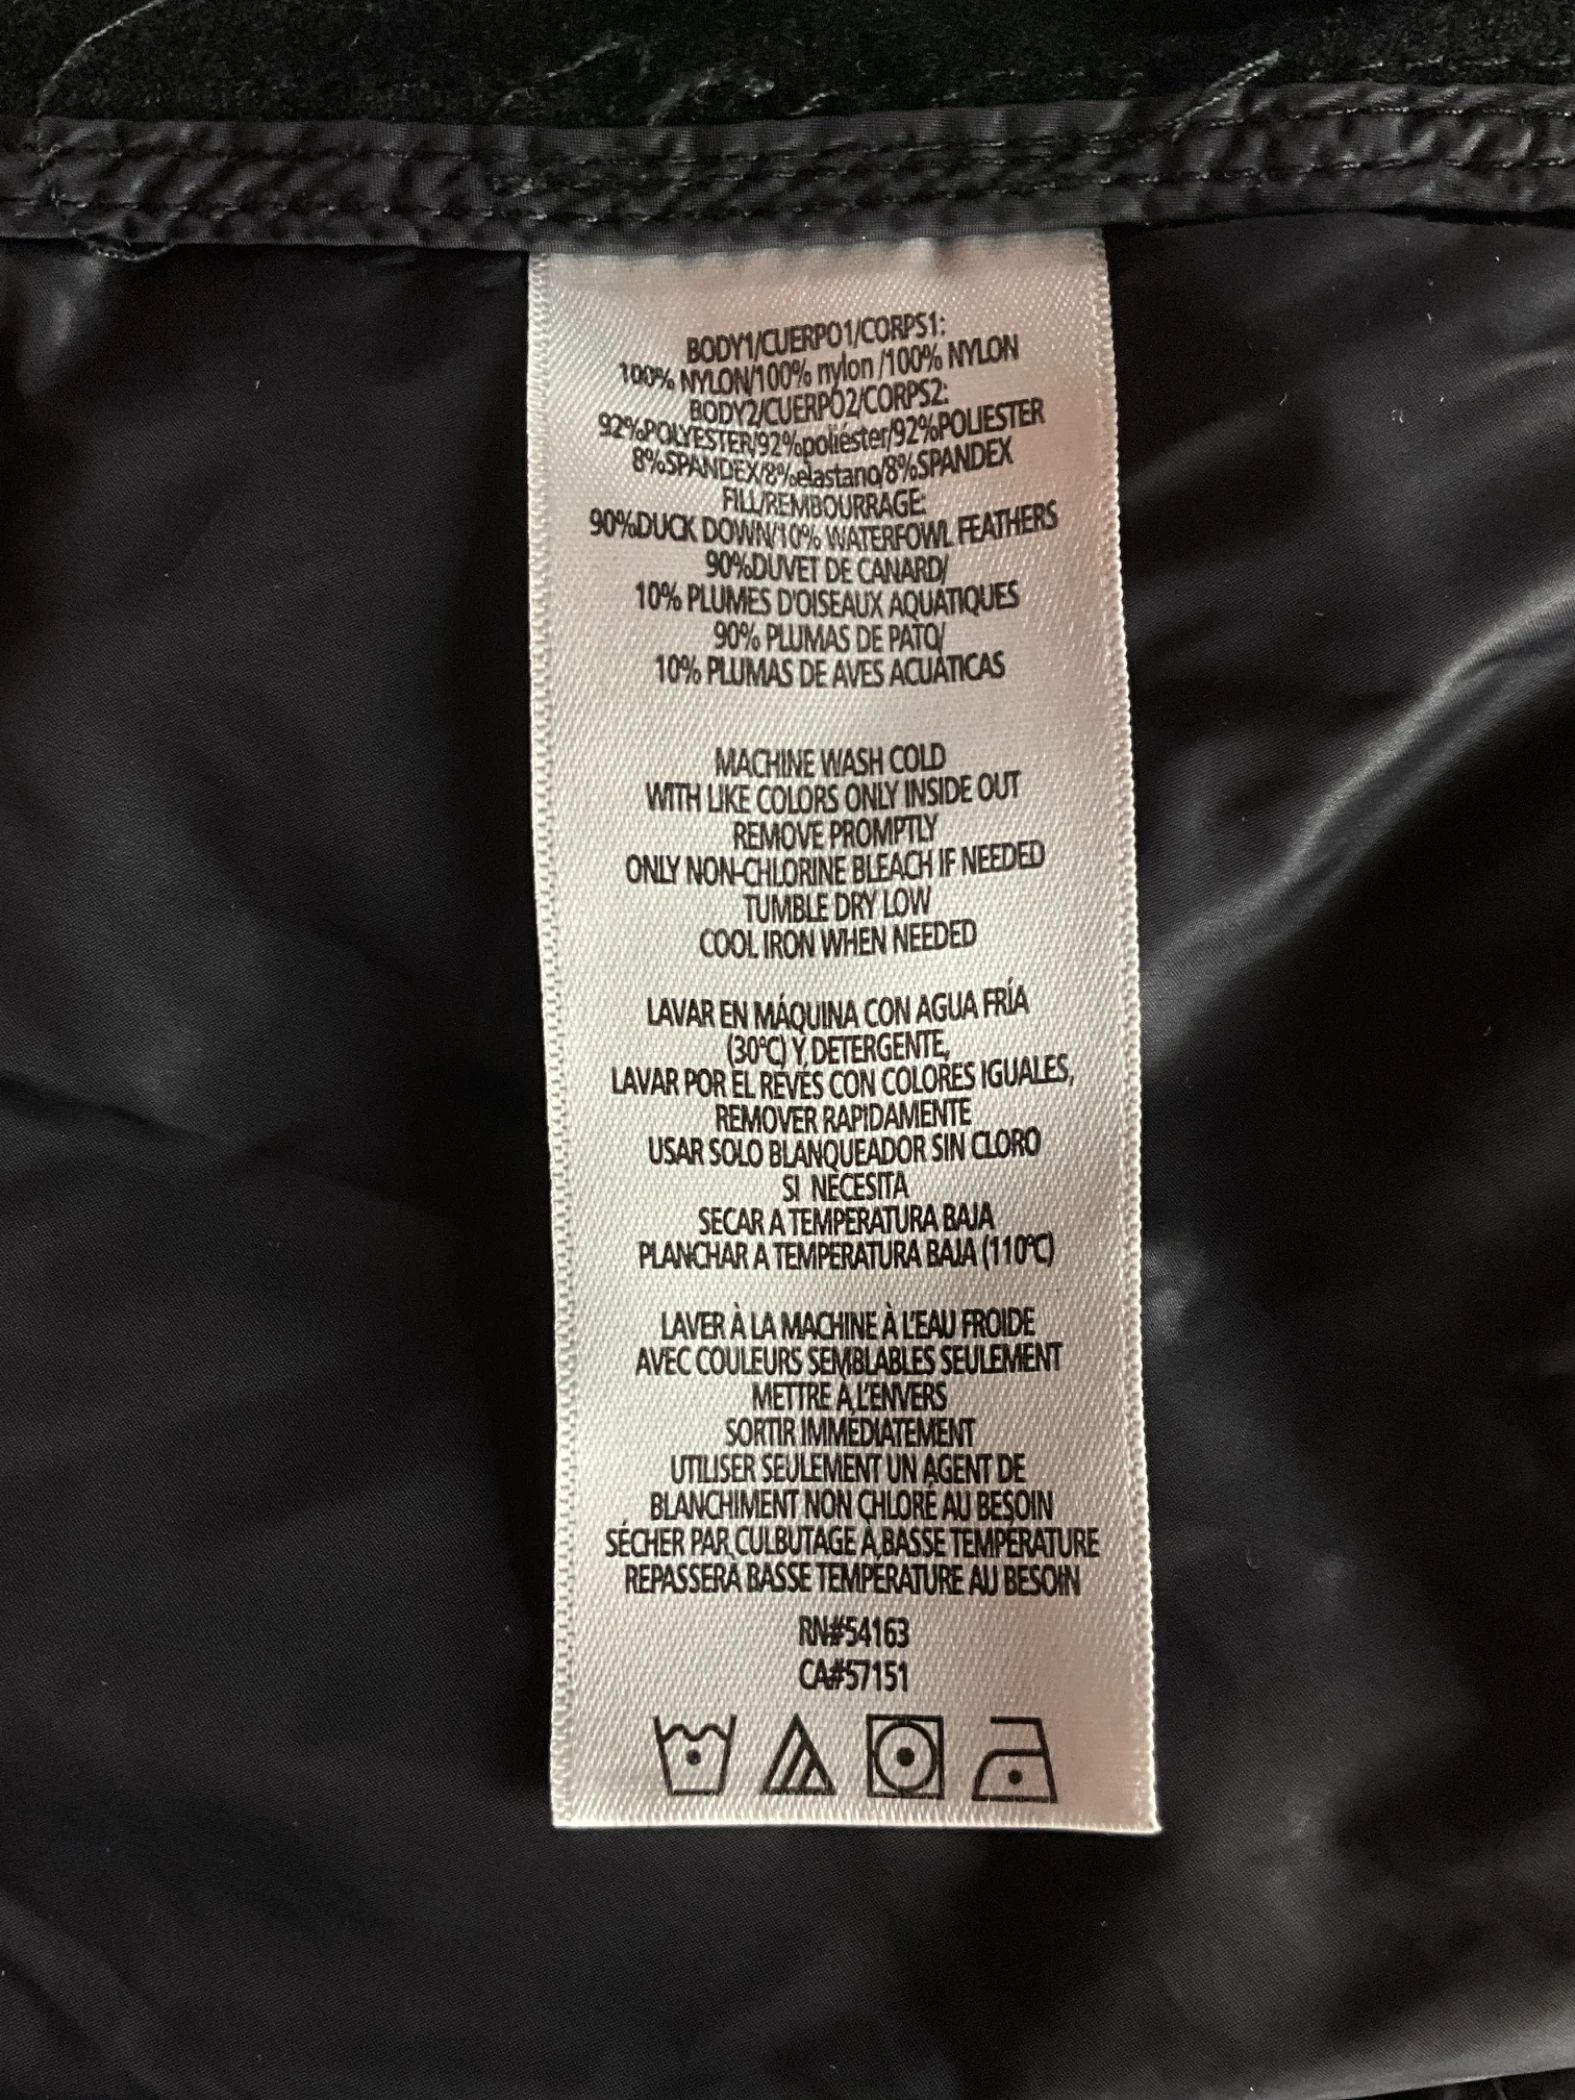 BODY1/CUERPO1/CORPS1:
100% NYLON/100% nylon /100% NYLON
BODY2/CUERPO2/CORPS2:
92%POLYESTER/92%poliéster/92%POLIESTER
8%SPANDEX/8%elastano/8%SPANDEX
FILL/REMBOURRAGE:
90%DUCK DOWN/10% WATERFOWL FEATHERS
90%DUVET DE CANARD/
10% PLUMES D'OISEAUX AQUATIQUES
90% PLUMAS DE PATO/
10% PLUMAS DE AVES ACUÁTICAS
MACHINE WASH COLD
WITH LIKE COLORS ONLY INSIDE OUT
REMOVE PROMPTLY
ONLY NON-CHLORINE BLEACH IF NEEDED
TUMBLE DRY LOW
COOL IRON WHEN NEEDED
LAVAR EN MÁQUINA CON AGUA FRÍA
(30℃) Y DETERGENTE,
LAVAR POR EL REVÉS CON COLORES IGUALES,
REMOVER RAPIDAMENTE
USAR SOLO BLANQUEADOR SIN CLORO
SI NECESITA
SECAR A TEMPERATURA BAJA
PLANCHAR A TEMPERATURA BAJA (110℃)
LAVER À LA MACHINE À L'EAU FROIDE
AVEC COULEURS SEMBLABLES SEULEMENT
METTRE À L'ENVERS
SORTIR IMMÉDIATEMENT
UTILISER SEULEMENT UN AGENT DE
BLANCHIMENT NON CHLORÉ AU BESOIN
SÉCHER PAR CULBUTAGE À BASSE TEMPÉRATURE
REPASSERÀ BASSE TEMPÉRATURE AU BESOIN
RN#54163
CA#57151